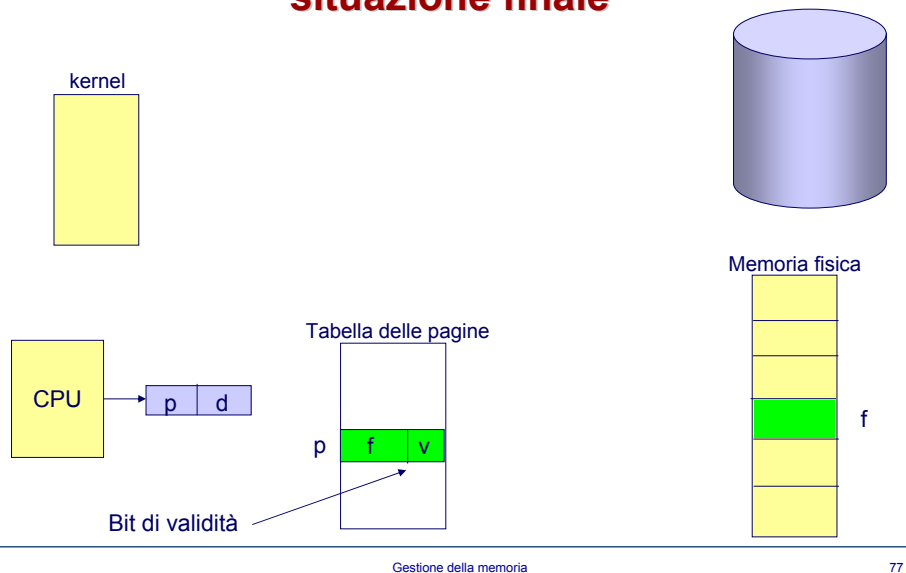 situazione finale
kernel
Memoria fisica
Tabella delle pagine
CPU
p d
f
p f v
Bit di validità
Gestione della memoria 77